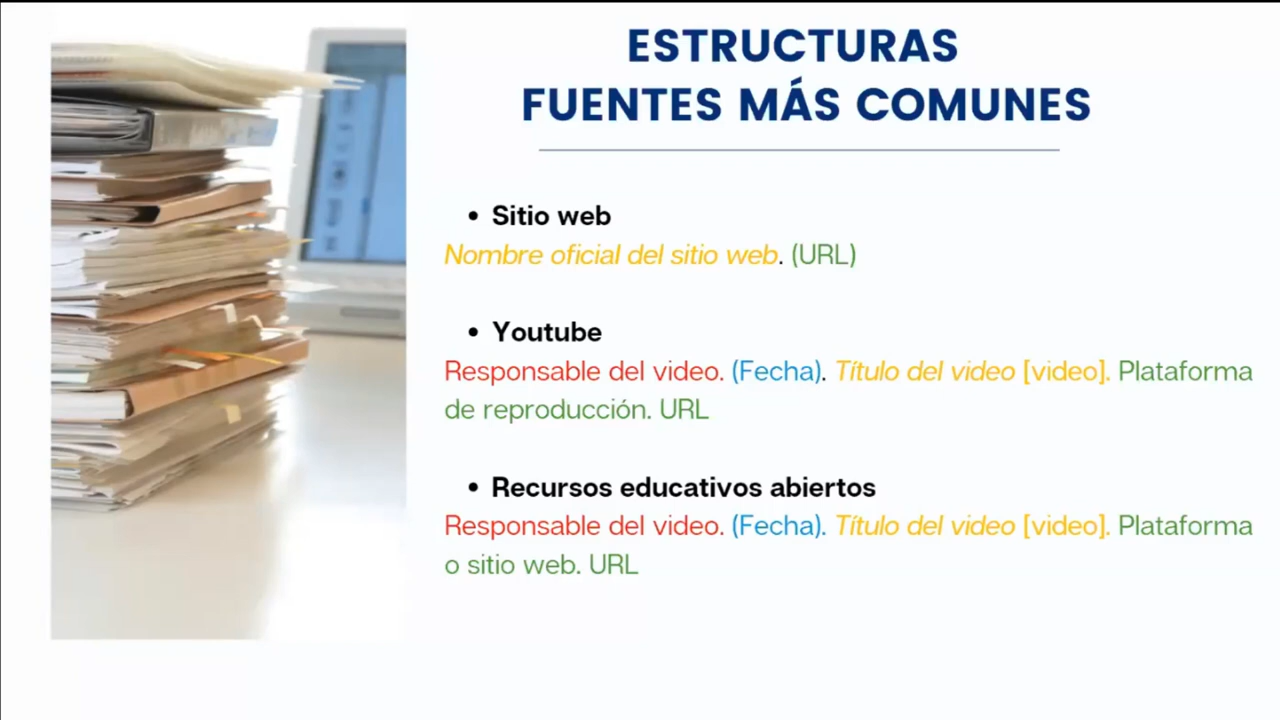 ESTRUCTURAS
FUENTES MÁS COMUNES
• Sitio web
Nombre oficial del sitio web. (URL)
• Youtube
Responsable del video. (Fecha). Título del video [video]. Plataforma
de reproducción. URL
• Recursos educativos abiertos
Responsable del video. (Fecha). Título del video [video]. Plataforma
o sitio web. URL